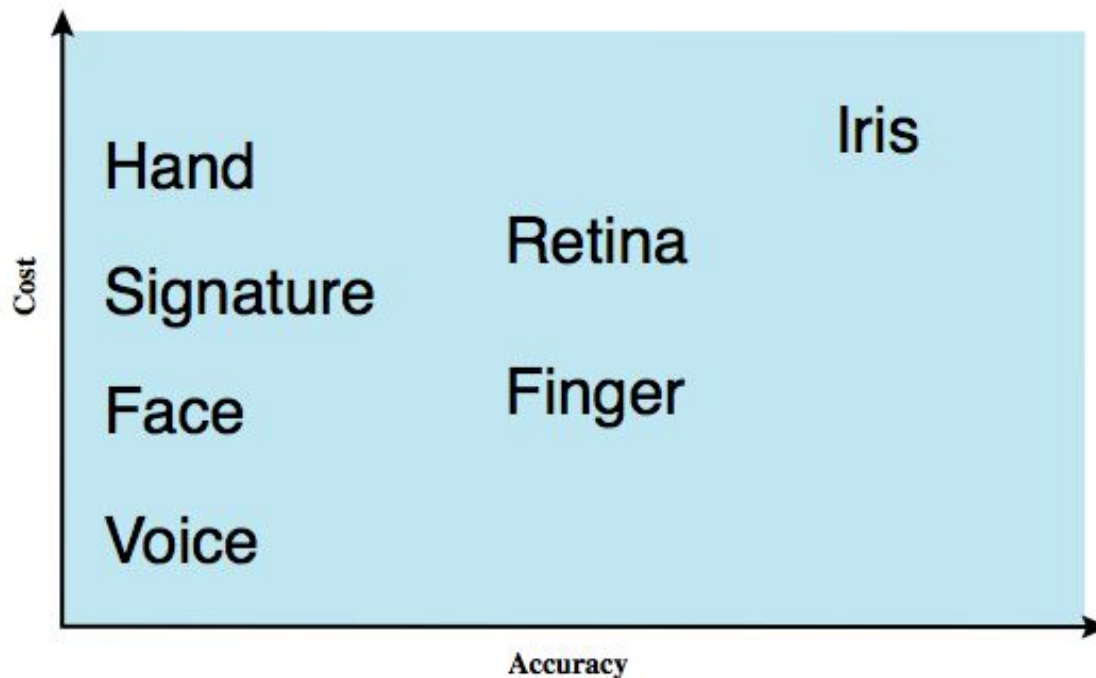 Iris
Hand
Retina
Signature
Cost
Finger
Face
Voice
Accuracy